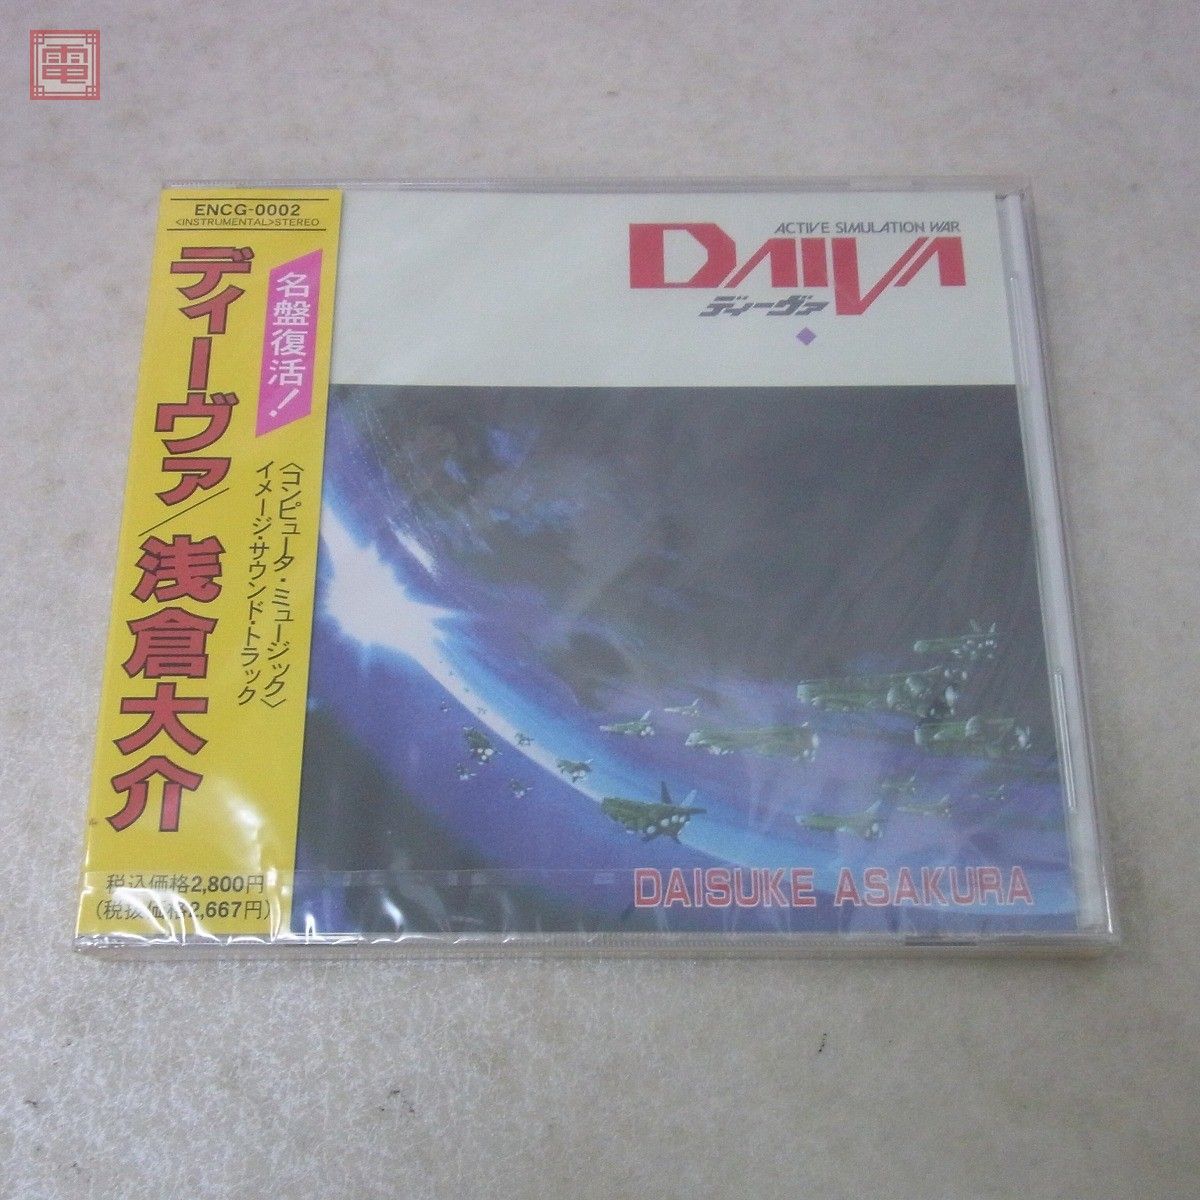 電
ENCG-0002
<INSTRUMENTAL>STEREO
名盤復活!
ディーヴァ/浅倉大介
〈コンピュータ・ミュージック〉
イメージ・サウンド・トラック
税込価格2,800円
(税抜価格2,667円)
ACTIVE SIMULATION WAR
DAIVA
ディーヴァ
DAISUKE ASAKURA